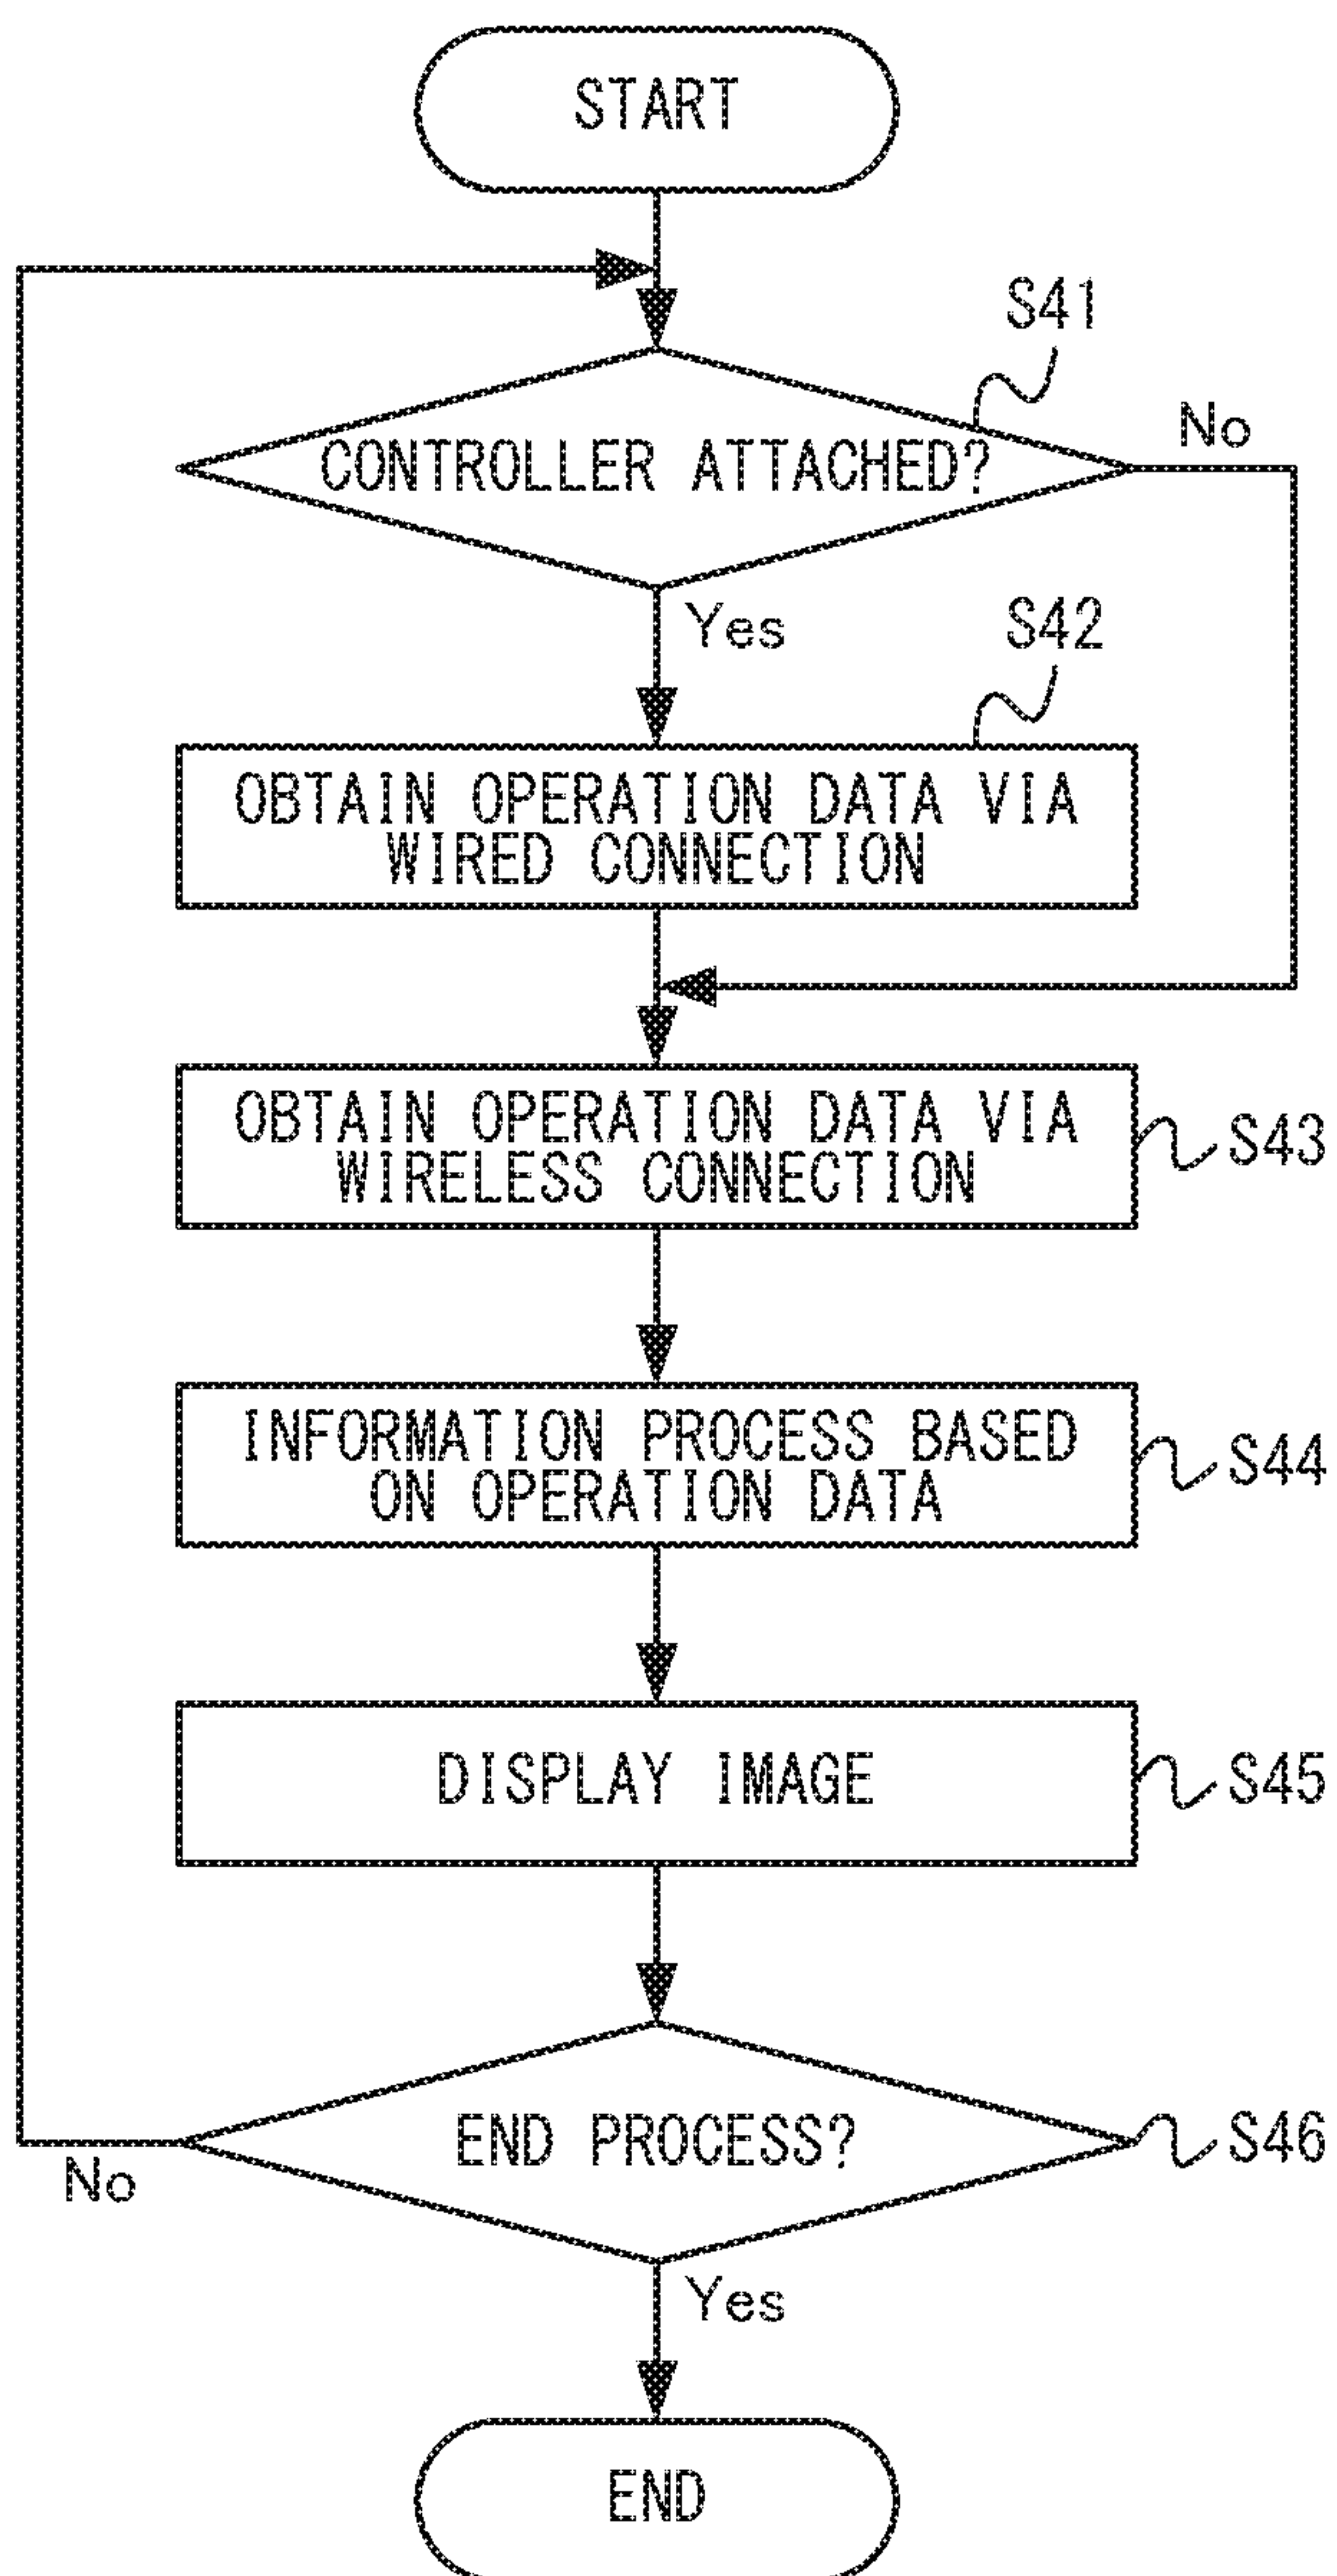 START
S41
CONTROLLER ATTACHED?
No
Yes
S42
OBTAIN OPERATION DATA VIA
WIRED CONNECTION
OBTAIN OPERATION DATA VIA
WIRELESS CONNECTION
S43
INFORMATION PROCESS BASED
ON OPERATION DATA
S44
DISPLAY IMAGE
S45
END PROCESS?
S46
No
Yes
END